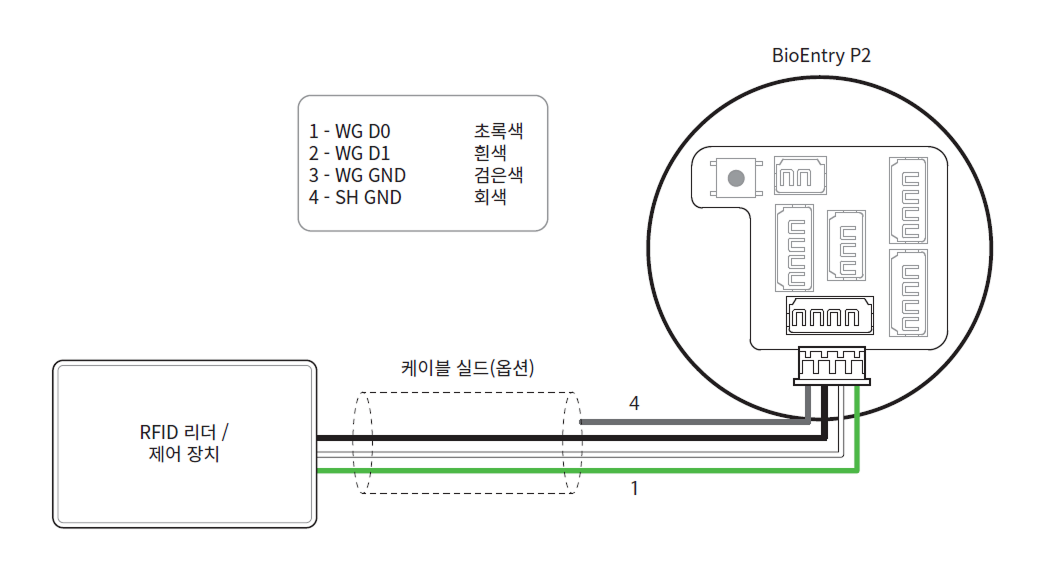 BioEntry P2
1 - WG D0 초록색
2 - WG D1 흰색
3 - WG GND 검은색
4 - SH GND 회색
케이블 실드(옵션)
4
RFID 리더 /
제어 장치
1